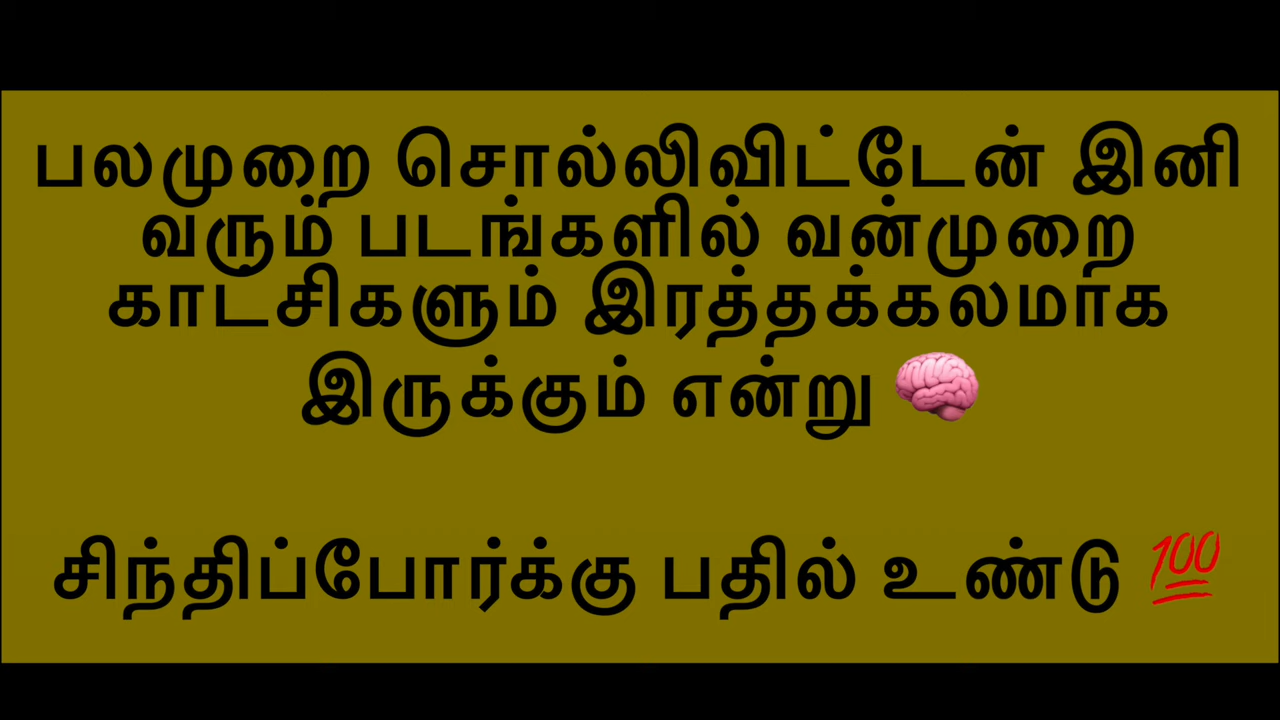 பலமுறை சொல்லிவிட்டேன் இனி
வரும் படங்களில் வன்முறை
காட்சிகளும் இரத்தக்கலமாக
இருக்கும் என்று 🧠
சிந்திப்போர்க்கு பதில் உண்டு 💯